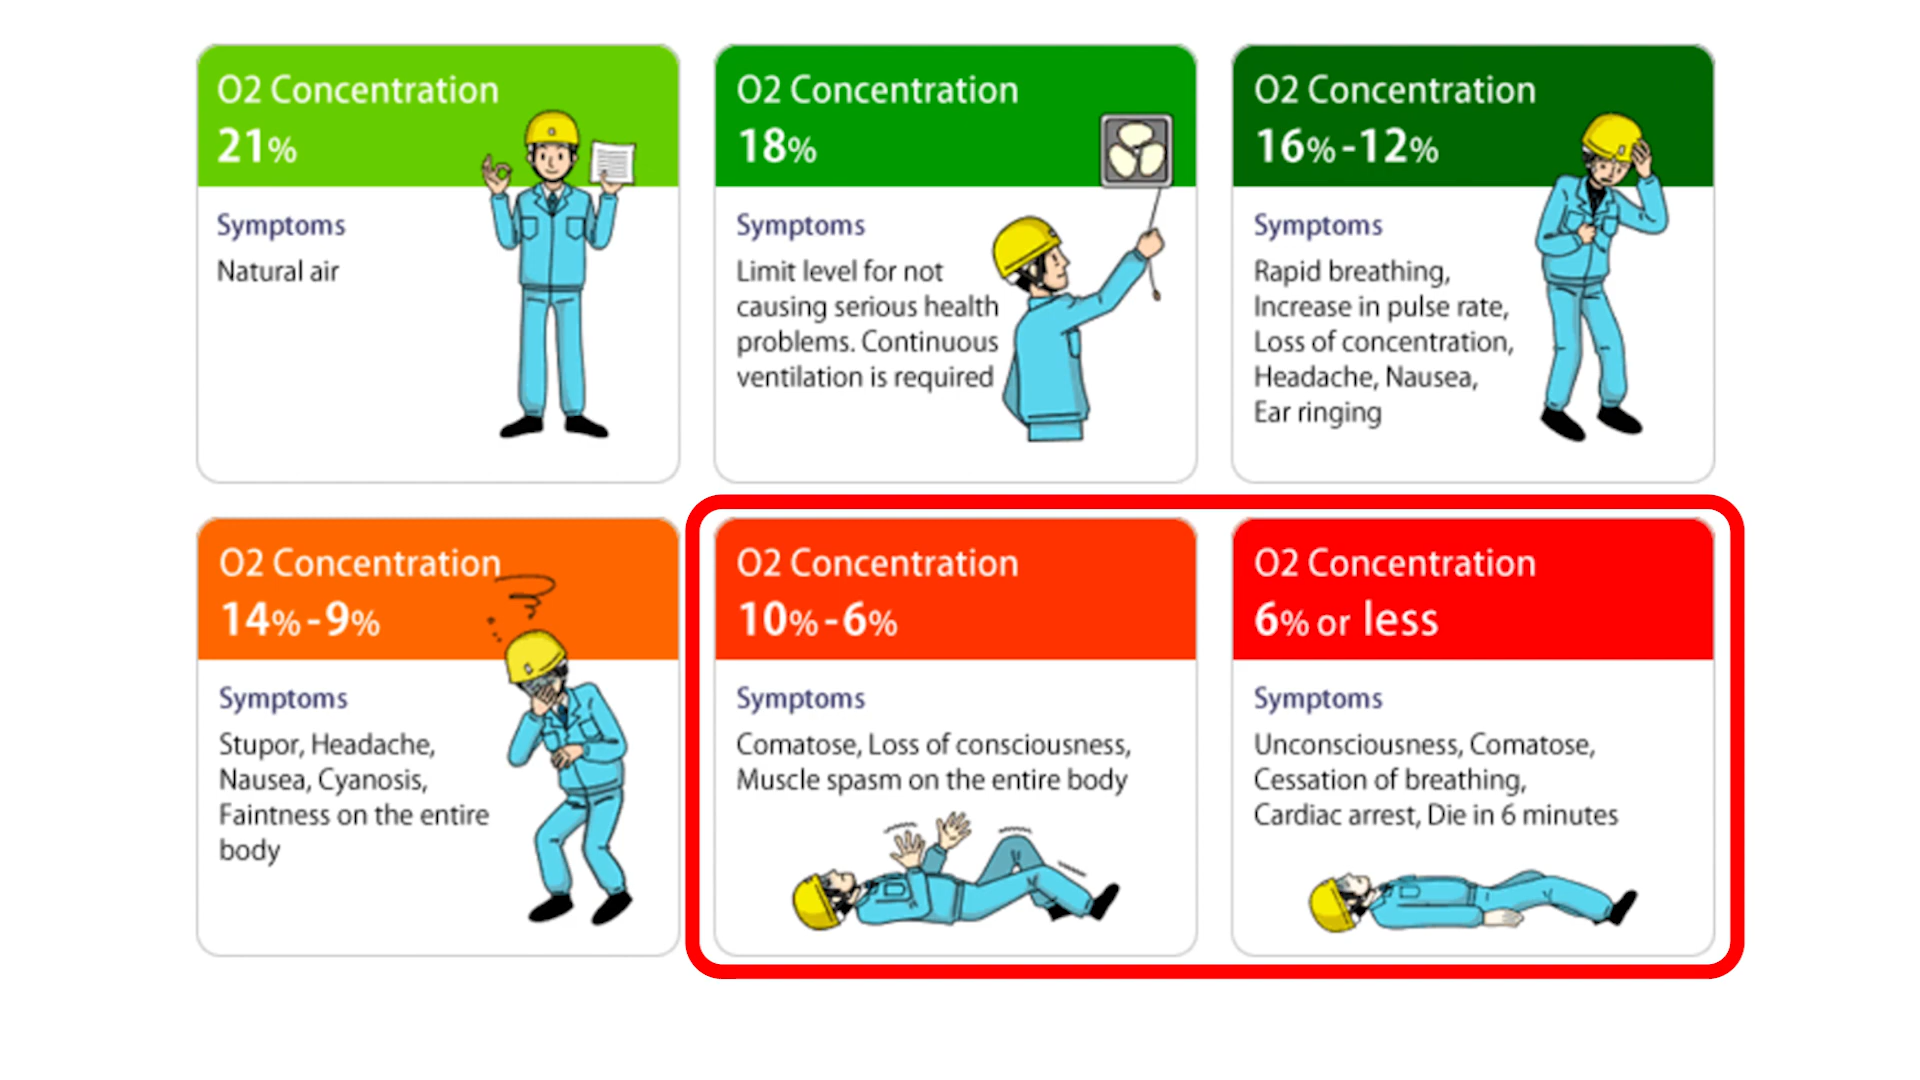 O2 Concentration
21%
Symptoms
Natural air
O2 Concentration
18%
Symptoms
Limit level for not
causing serious health
problems. Continuous
ventilation is required
O2 Concentration
16%-12%
Symptoms
Rapid breathing,
Increase in pulse rate,
Loss of concentration,
Headache, Nausea,
Ear ringing
O2 Concentration
14%-9%
Symptoms
Stupor, Headache,
Nausea, Cyanosis,
Faintness on the entire
body
O2 Concentration
10%-6%
Symptoms
Comatose, Loss of consciousness,
Muscle spasm on the entire body
O2 Concentration
6% or less
Symptoms
Unconsciousness, Comatose,
Cessation of breathing,
Cardiac arrest, Die in 6 minutes